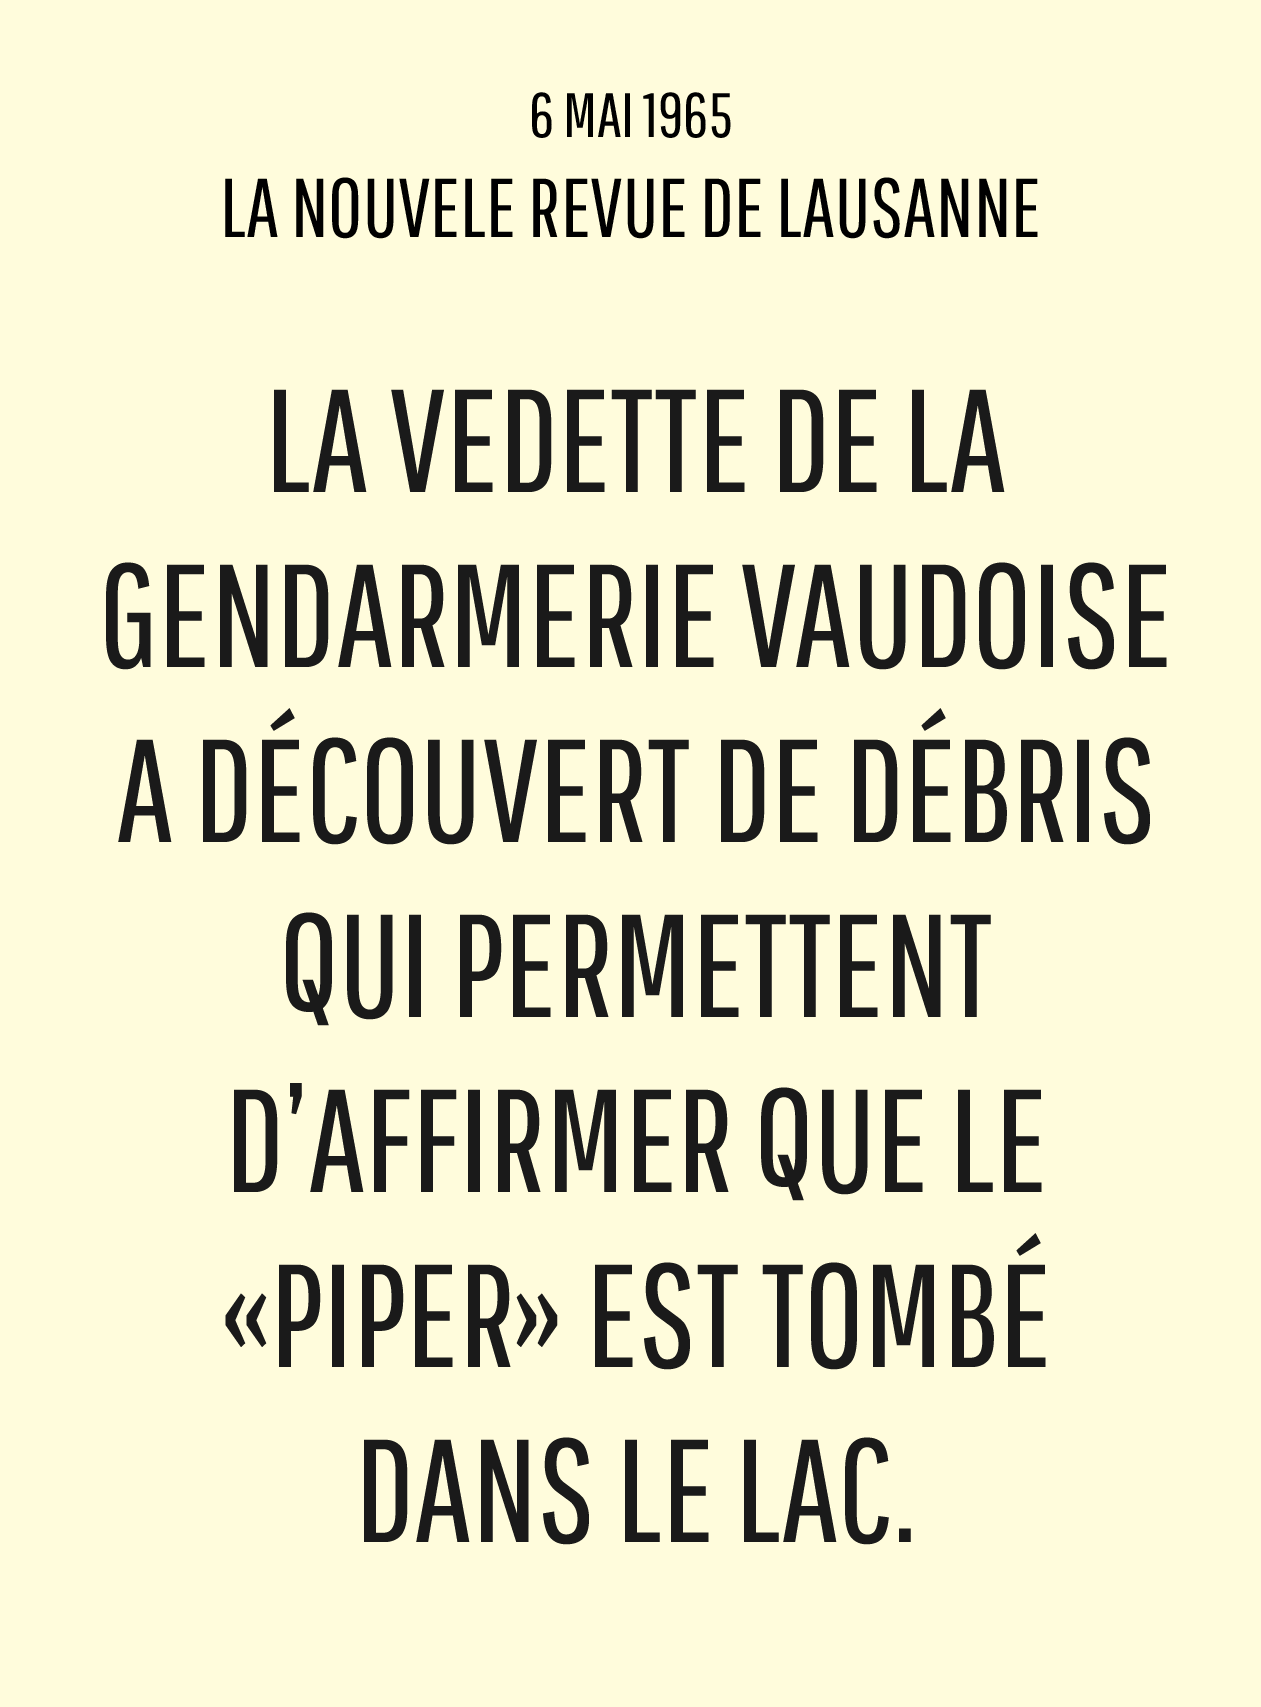 6 MAI 1965
LA NOUVELE REVUE DE LAUSANNE
LA VEDETTE DE LA
GENDARMERIE VAUDOISE
A DÉCOUVERT DE DÉBRIS
QUI PERMETTENT
D’AFFIRMER QUE LE
«PIPER» EST TOMBÉ
DANS LE LAC.